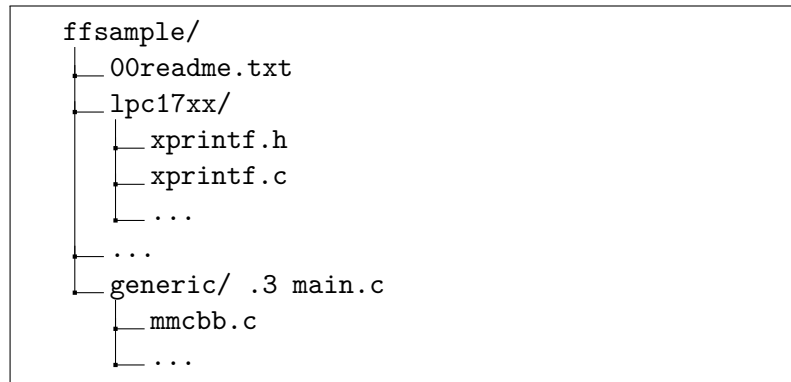 ffsample/
00readme.txt
lpc17xx/
xprintf.h
xprintf.c
...
...
generic/ .3 main.c
mmcbb.c
...